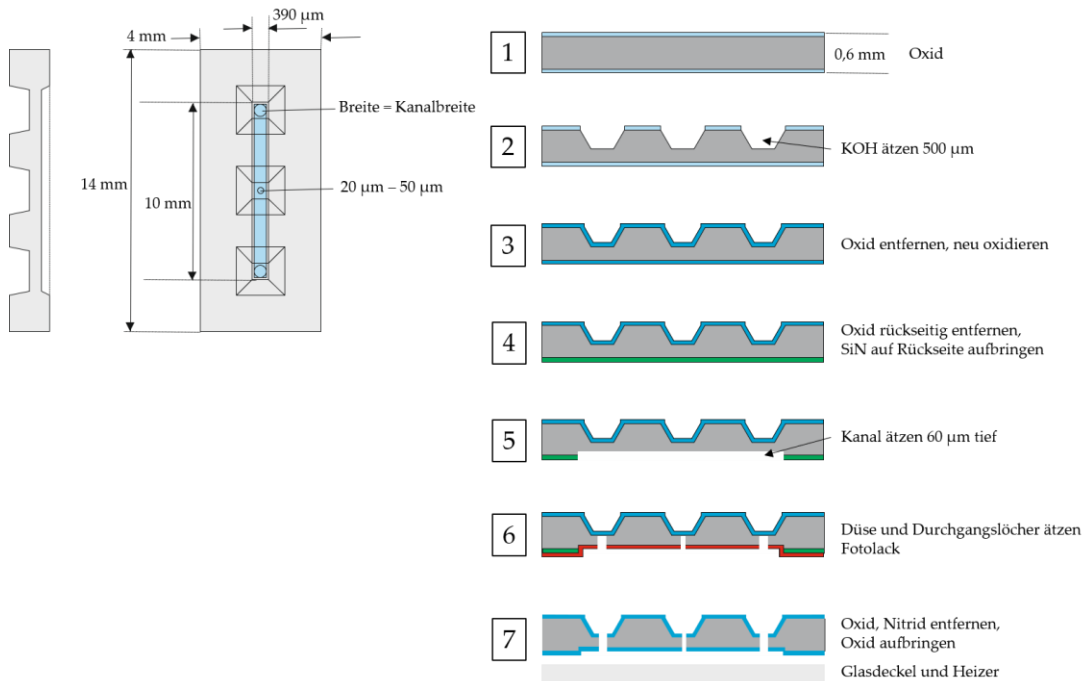 390 µm
4 mm
Breite = Kanalbreite
14 mm
10 mm
20 µm – 50 µm
1
0,6 mm
Oxid
2
KOH ätzen 500 µm
3
Oxid entfernen, neu oxidieren
4
Oxid rückseitig entfernen,
SiN auf Rückseite aufbringen
5
Kanal ätzen 60 µm tief
6
Düse und Durchgangslöcher ätzen
Fotolack
7
Oxid, Nitrid entfernen,
Oxid aufbringen
Glasdeckel und Heizer